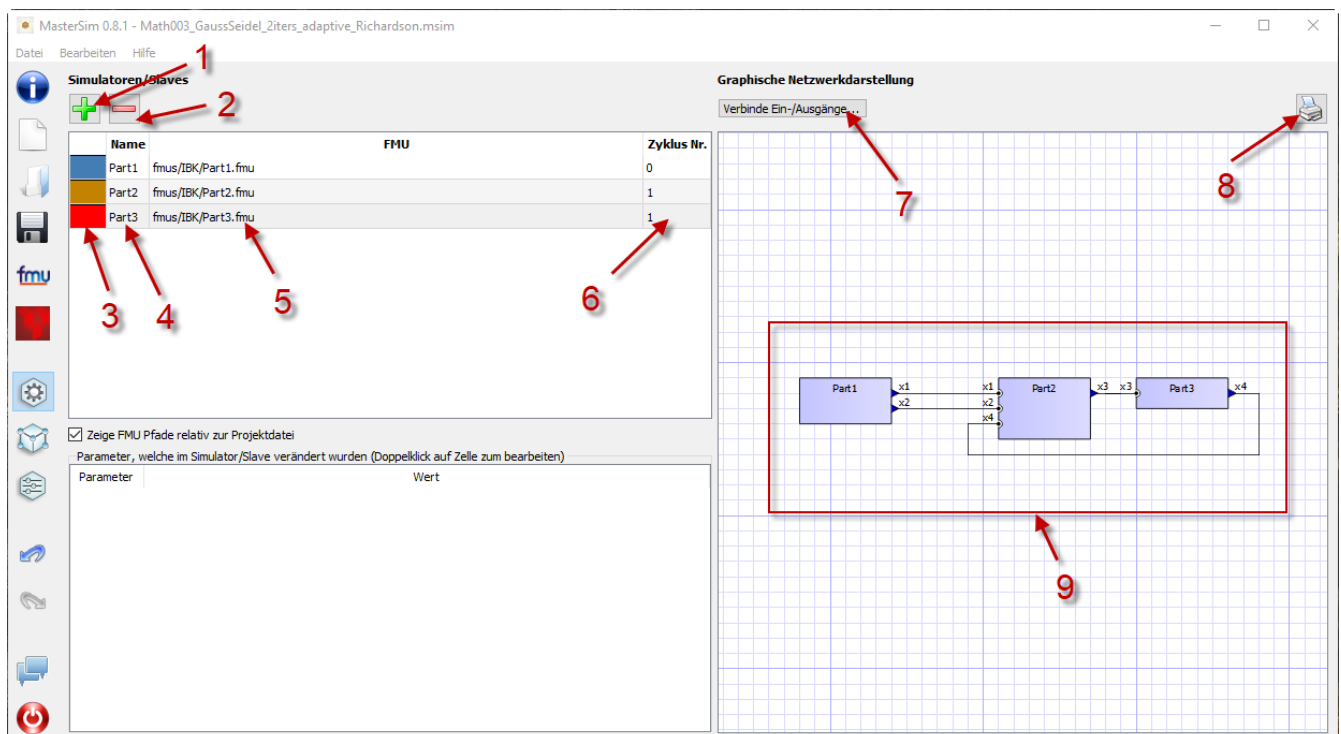 MasterSim 0.8.1 - Math003_GaussSeidel_2iters_adaptive_Richardson.msim
Datei Bearbeiten Hilfe
1
Simulatoren/Slaves
2
Name FMU Zyklus Nr.
Part1 fmus/IBK/Part1.fmu 0
Part2 fmus/IBK/Part2.fmu 1
Part3 fmus/IBK/Part3.fmu 1
fmu
3
4
5
6
Zeige FMU Pfade relativ zur Projektdatei
Parameter, welche im Simulator/Slave verändert wurden (Doppelklick auf Zelle zum bearbeiten)
Parameter Wert
Graphische Netzwerkdarstellung
Verbinde Ein-/Ausgänge...
7
8
Part1 x1 x1 Part2 x3 x3 Part3 x4
x2 x2
x4
9